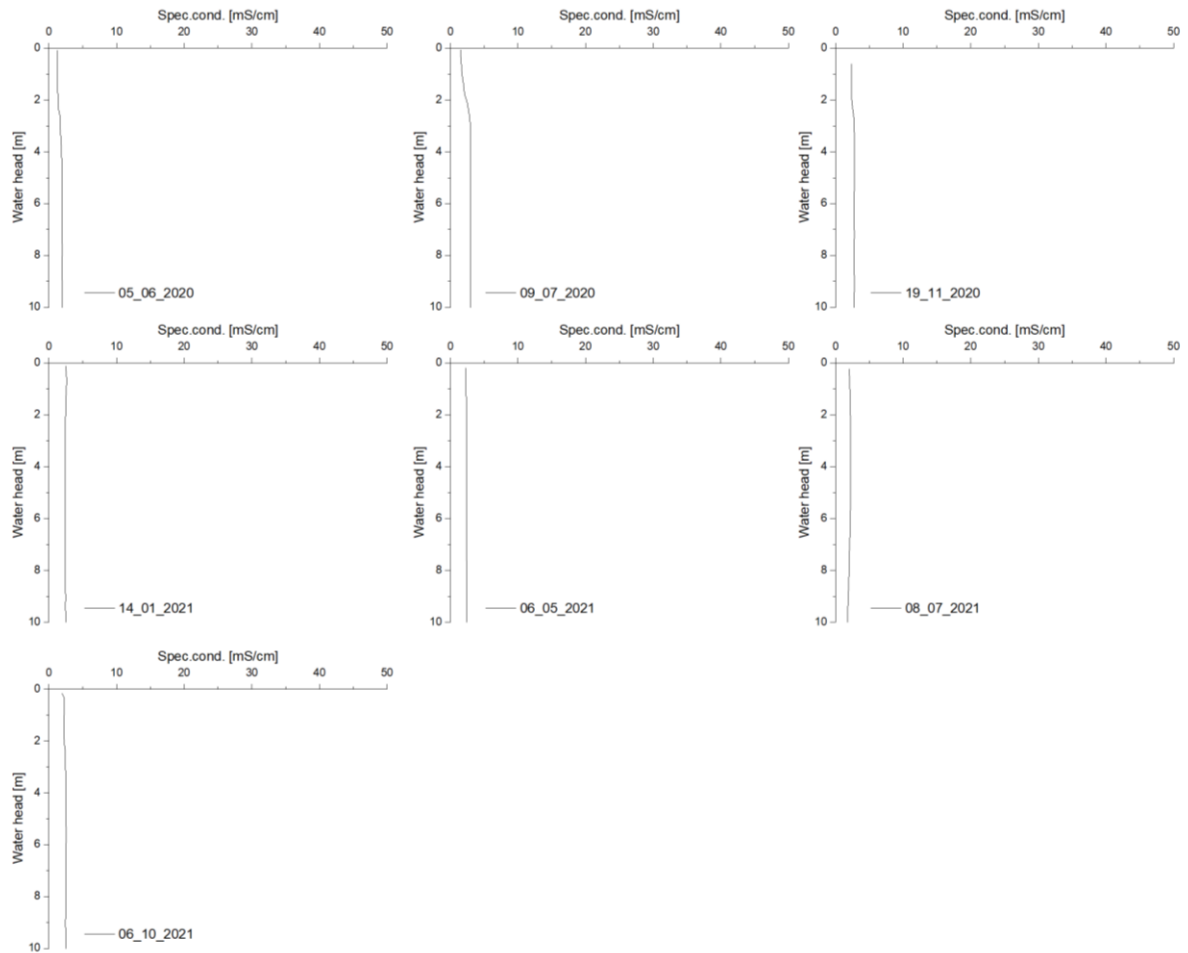 Spec.cond. [mS/cm] Spec.cond. [mS/cm] Spec.cond. [mS/cm]
0 10 20 30 40 50 0 10 20 30 40 50 0 10 20 30 40 50
0 0 0
2 2 2
4 4 4
Water head [m] Water head [m] Water head [m]
6 6 6
8 8 8
05_06_2020 09_07_2020 19_11_2020
10 10 10
Spec.cond. [mS/cm] Spec.cond. [mS/cm] Spec.cond. [mS/cm]
0 10 20 30 40 50 0 10 20 30 40 50 0 10 20 30 40 50
0 0 0
2 2 2
4 4 4
Water head [m] Water head [m] Water head [m]
6 6 6
8 8 8
14_01_2021 06_05_2021 08_07_2021
10 10 10
Spec.cond. [mS/cm]
0 10 20 30 40 50
0
2
4
Water head [m]
6
8
06_10_2021
10